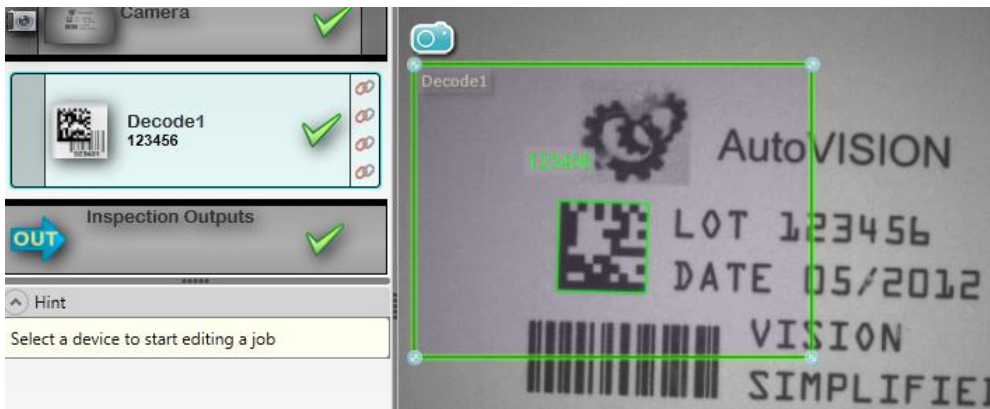 Camera
Decode1
123456
Inspection Outputs
OUT
Hint
Select a device to start editing a job
Decode1
123456
AutoVISION
LOT 123456
DATE 05/2012
VISION
SIMPLIFIE